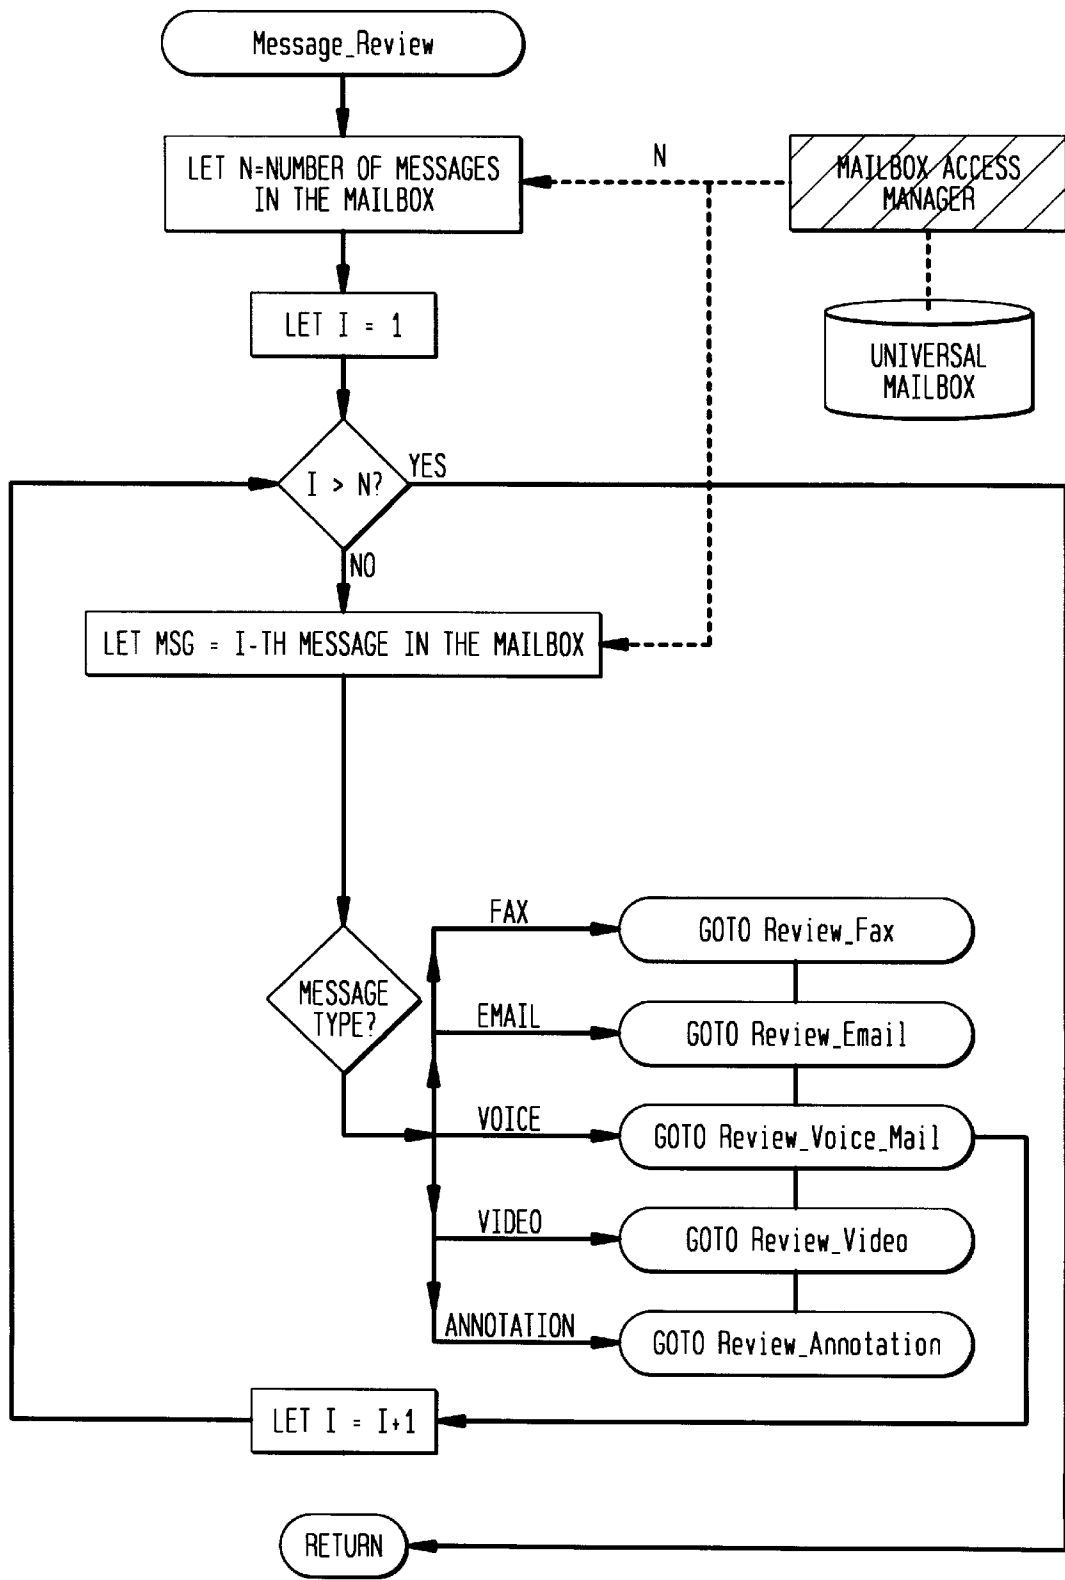 Message_Review
LET N=NUMBER OF MESSAGES
IN THE MAILBOX
N
MAILBOX ACCESS
MANAGER
LET I = 1
UNIVERSAL
MAILBOX
I > N?
YES
NO
LET MSG = I-TH MESSAGE IN THE MAILBOX
MESSAGE
TYPE?
FAX
GOTO Review_Fax
EMAIL
GOTO Review_Email
VOICE
GOTO Review_Voice_Mail
VIDEO
GOTO Review_Video
ANNOTATION
GOTO Review_Annotation
LET I = I+1
RETURN